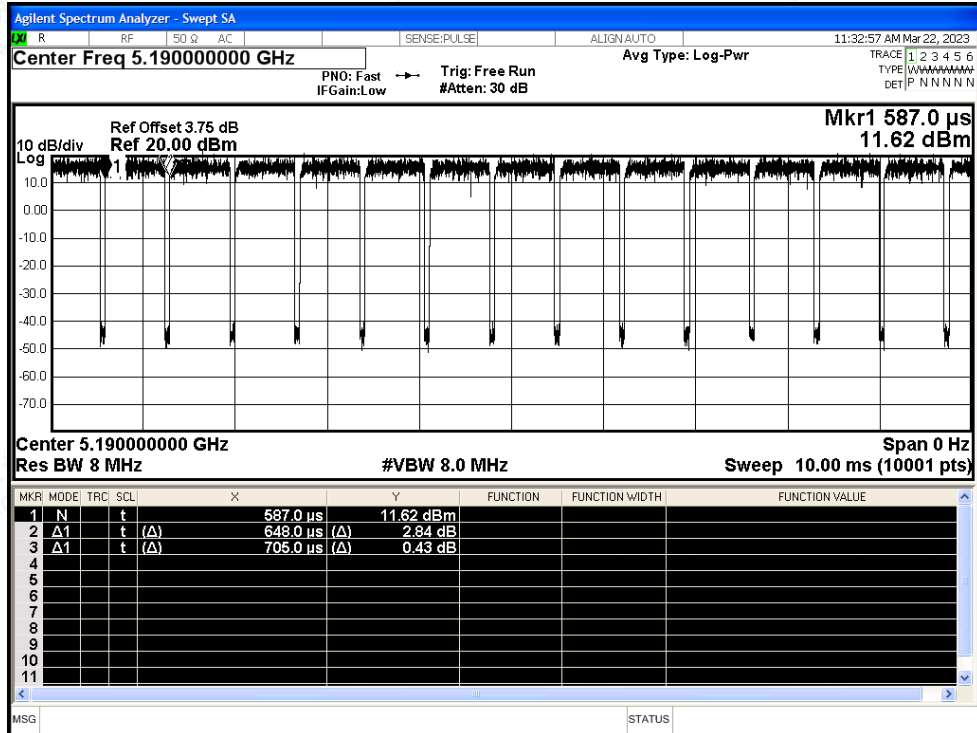 Agilent Spectrum Analyzer - Swept SA
LXI R RF 50 Ω AC SENSE:PULSE ALIGN AUTO 11:32:57 AM Mar 22, 2023
Center Freq 5.190000000 GHz Avg Type: Log-Pwr TRACE 1 2 3 4 5 6
PNO: Fast Trig: Free Run TYPE W
IFGain:Low #Atten: 30 dB DET P N N N N N
Mkr1 587.0 µs
Ref Offset 3.75 dB
10 dB/div Ref 20.00 dBm 11.62 dBm
Log 1
10.0
0.00
-10.0
-20.0
-30.0
-40.0
-50.0
-60.0
-70.0
Center 5.190000000 GHz Span 0 Hz
Res BW 8 MHz #VBW 8.0 MHz Sweep 10.00 ms (10001 pts)
MKR MODE TRC SCL X Y FUNCTION FUNCTION WIDTH FUNCTION VALUE
1 N t 587.0 µs 11.62 dBm
2 Δ1 t (Δ) 648.0 µs (Δ) 2.84 dB
3 Δ1 t (Δ) 705.0 µs (Δ) 0.43 dB
4
5
6
7
8
9
10
11
MSG STATUS